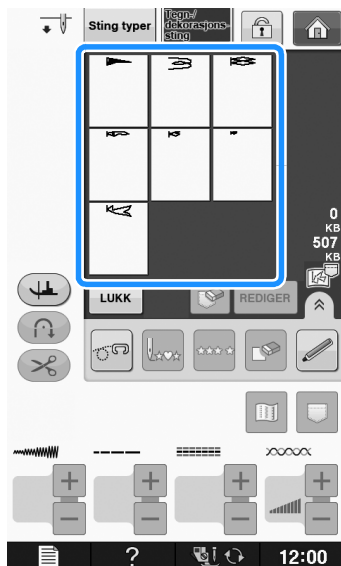 Sting typer
Tegn-/
dekorasjons-
sting
0
KB
507
KB
LUKK
REDIGER
?
12:00